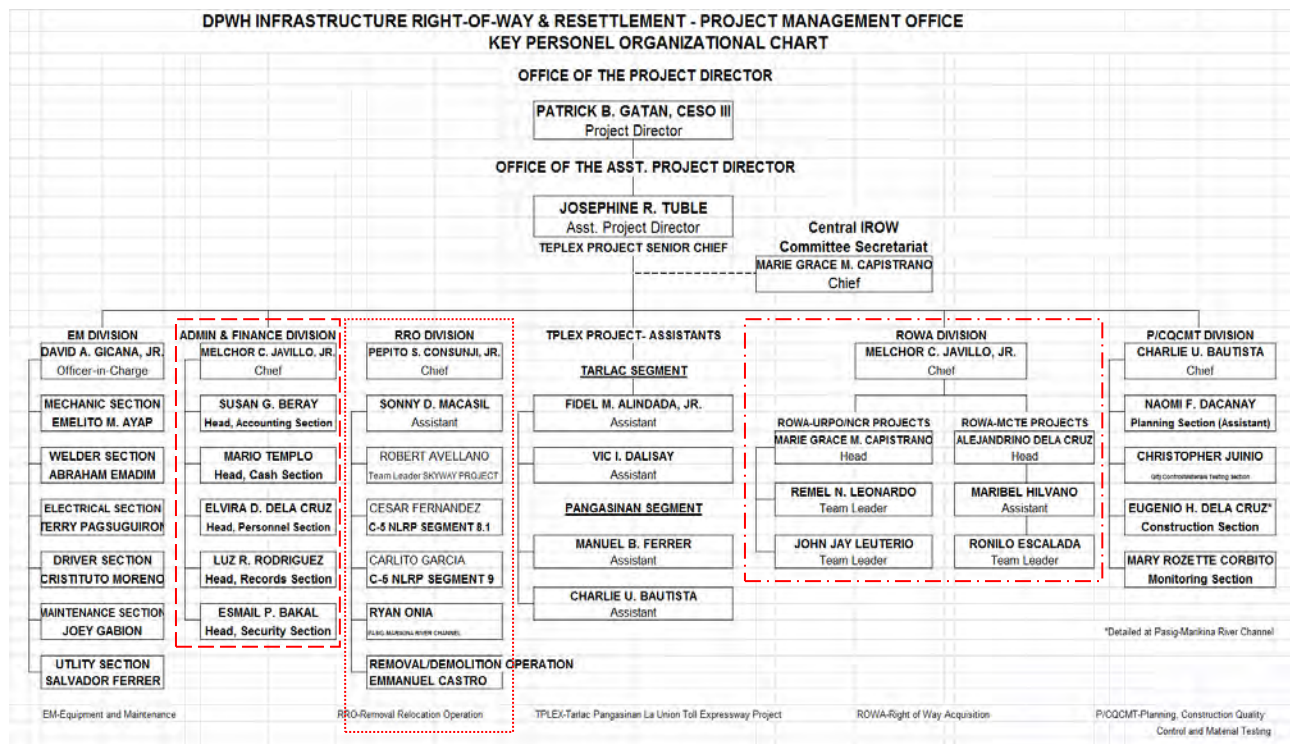 DPWH INFRASTRUCTURE RIGHT-OF-WAY & RESETTLEMENT - PROJECT MANAGEMENT OFFICE
KEY PERSONEL ORGANIZATIONAL CHART
OFFICE OF THE PROJECT DIRECTOR
PATRICK B. GATAN, CESO III
Project Director
OFFICE OF THE ASST. PROJECT DIRECTOR
JOSEPHINE R. TUBLE
Asst. Project Director
TEPLEX PROJECT SENIOR CHIEF
Central IROW
Committee Secretariat
MARIE GRACE M. CAPISTRANO
Chief
EM DIVISION
DAVID A. GICANA, JR.
Officer-in-Charge
MECHANIC SECTION
EMELITO M. AYAP
WELDER SECTION
ABRAHAM EMADIM
ELECTRICAL SECTION
TERRY PAGSUGUIRON
DRIVER SECTION
CRISTITUTO MORENO
MAINTENANCE SECTION
JOEY GABION
UTLITY SECTION
SALVADOR FERRER
ADMIN & FINANCE DIVISION
MELCHOR C. JAVILLO, JR.
Chief
SUSAN G. BERAY
Head, Accounting Section
MARIO TEMPLO
Head, Cash Section
ELVIRA D. DELA CRUZ
Head, Personnel Section
LUZ R. RODRIGUEZ
Head, Records Section
ESMAIL P. BAKAL
Head, Security Section
RRO DIVISION
PEPITO S. CONSUNJI, JR.
Chief
SONNY D. MACASIL
Assistant
ROBERT AVELLANO
Team Leader SKYWAY PROJECT
CESAR FERNANDEZ
C-5 NLRP SEGMENT 8.1
CARLITO GARCIA
C-5 NLRP SEGMENT 9
RYAN ONIA
PASIG-MARIKINA RIVER CHANNEL
REMOVAL/DEMOLITION OPERATION
EMMANUEL CASTRO
TPLEX PROJECT- ASSISTANTS
TARLAC SEGMENT
FIDEL M. ALINDADA, JR.
Assistant
VIC I. DALISAY
Assistant
PANGASINAN SEGMENT
MANUEL B. FERRER
Assistant
CHARLIE U. BAUTISTA
Assistant
ROWA DIVISION
MELCHOR C. JAVILLO, JR.
Chief
ROWA-URPO/NCR PROJECTS
MARIE GRACE M. CAPISTRANO
Head
REMEL N. LEONARDO
Team Leader
JOHN JAY LEUTERIO
Team Leader
ROWA-MCTE PROJECTS
ALEJANDRINO DELA CRUZ
Head
MARIBEL HILVANO
Assistant
RONILO ESCALADA
Team Leader
P/CQCMT DIVISION
CHARLIE U. BAUTISTA
Chief
NAOMI F. DACANAY
Planning Section (Assistant)
CHRISTOPHER JUINIO
Testing section
EUGENIO H. DELA CRUZ*
Construction Section
MARY ROZETTE CORBITO
Monitoring Section
*Detailed at Pasig-Marikina River Channel
EM-Equipment and Maintenance
RRO-Removal Relocation Operation
TPLEX-Tarlac Pangasinan La Union Toll Expressway Project
ROWA-Right of Way Acquisition
P/CQCMT-Planning, Construction Quality
Control and Material Testing